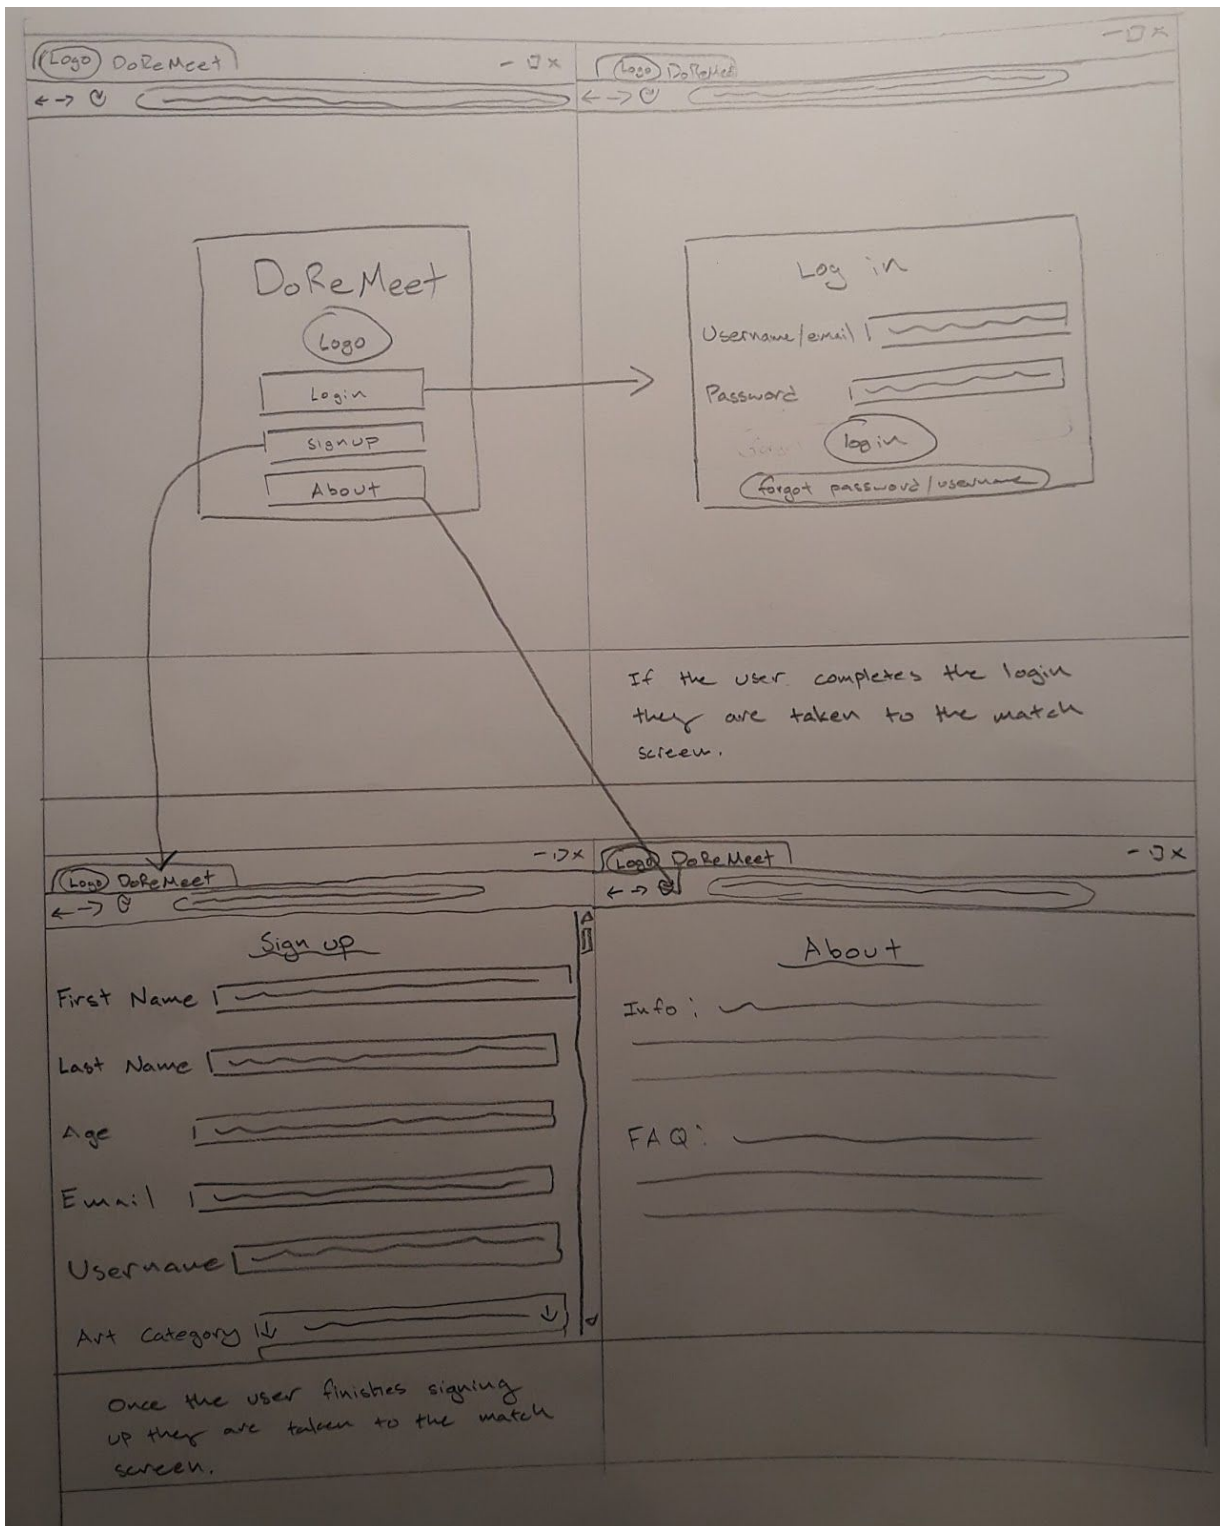 Logo DoReMeet
Logo DoReMeet
DoReMeet
Logo
Login
Signup
About
Log in
Username/email
Password
log in
forgot password/username
If the user completes the login
they are taken to the match
screen.
Logo DoReMeet
Sign up
First Name
Last Name
Age
Email
Username
Art Category
Once the user finishes signing
up they are taken to the match
screen.
Logo DoReMeet
About
Info:
FAQ: